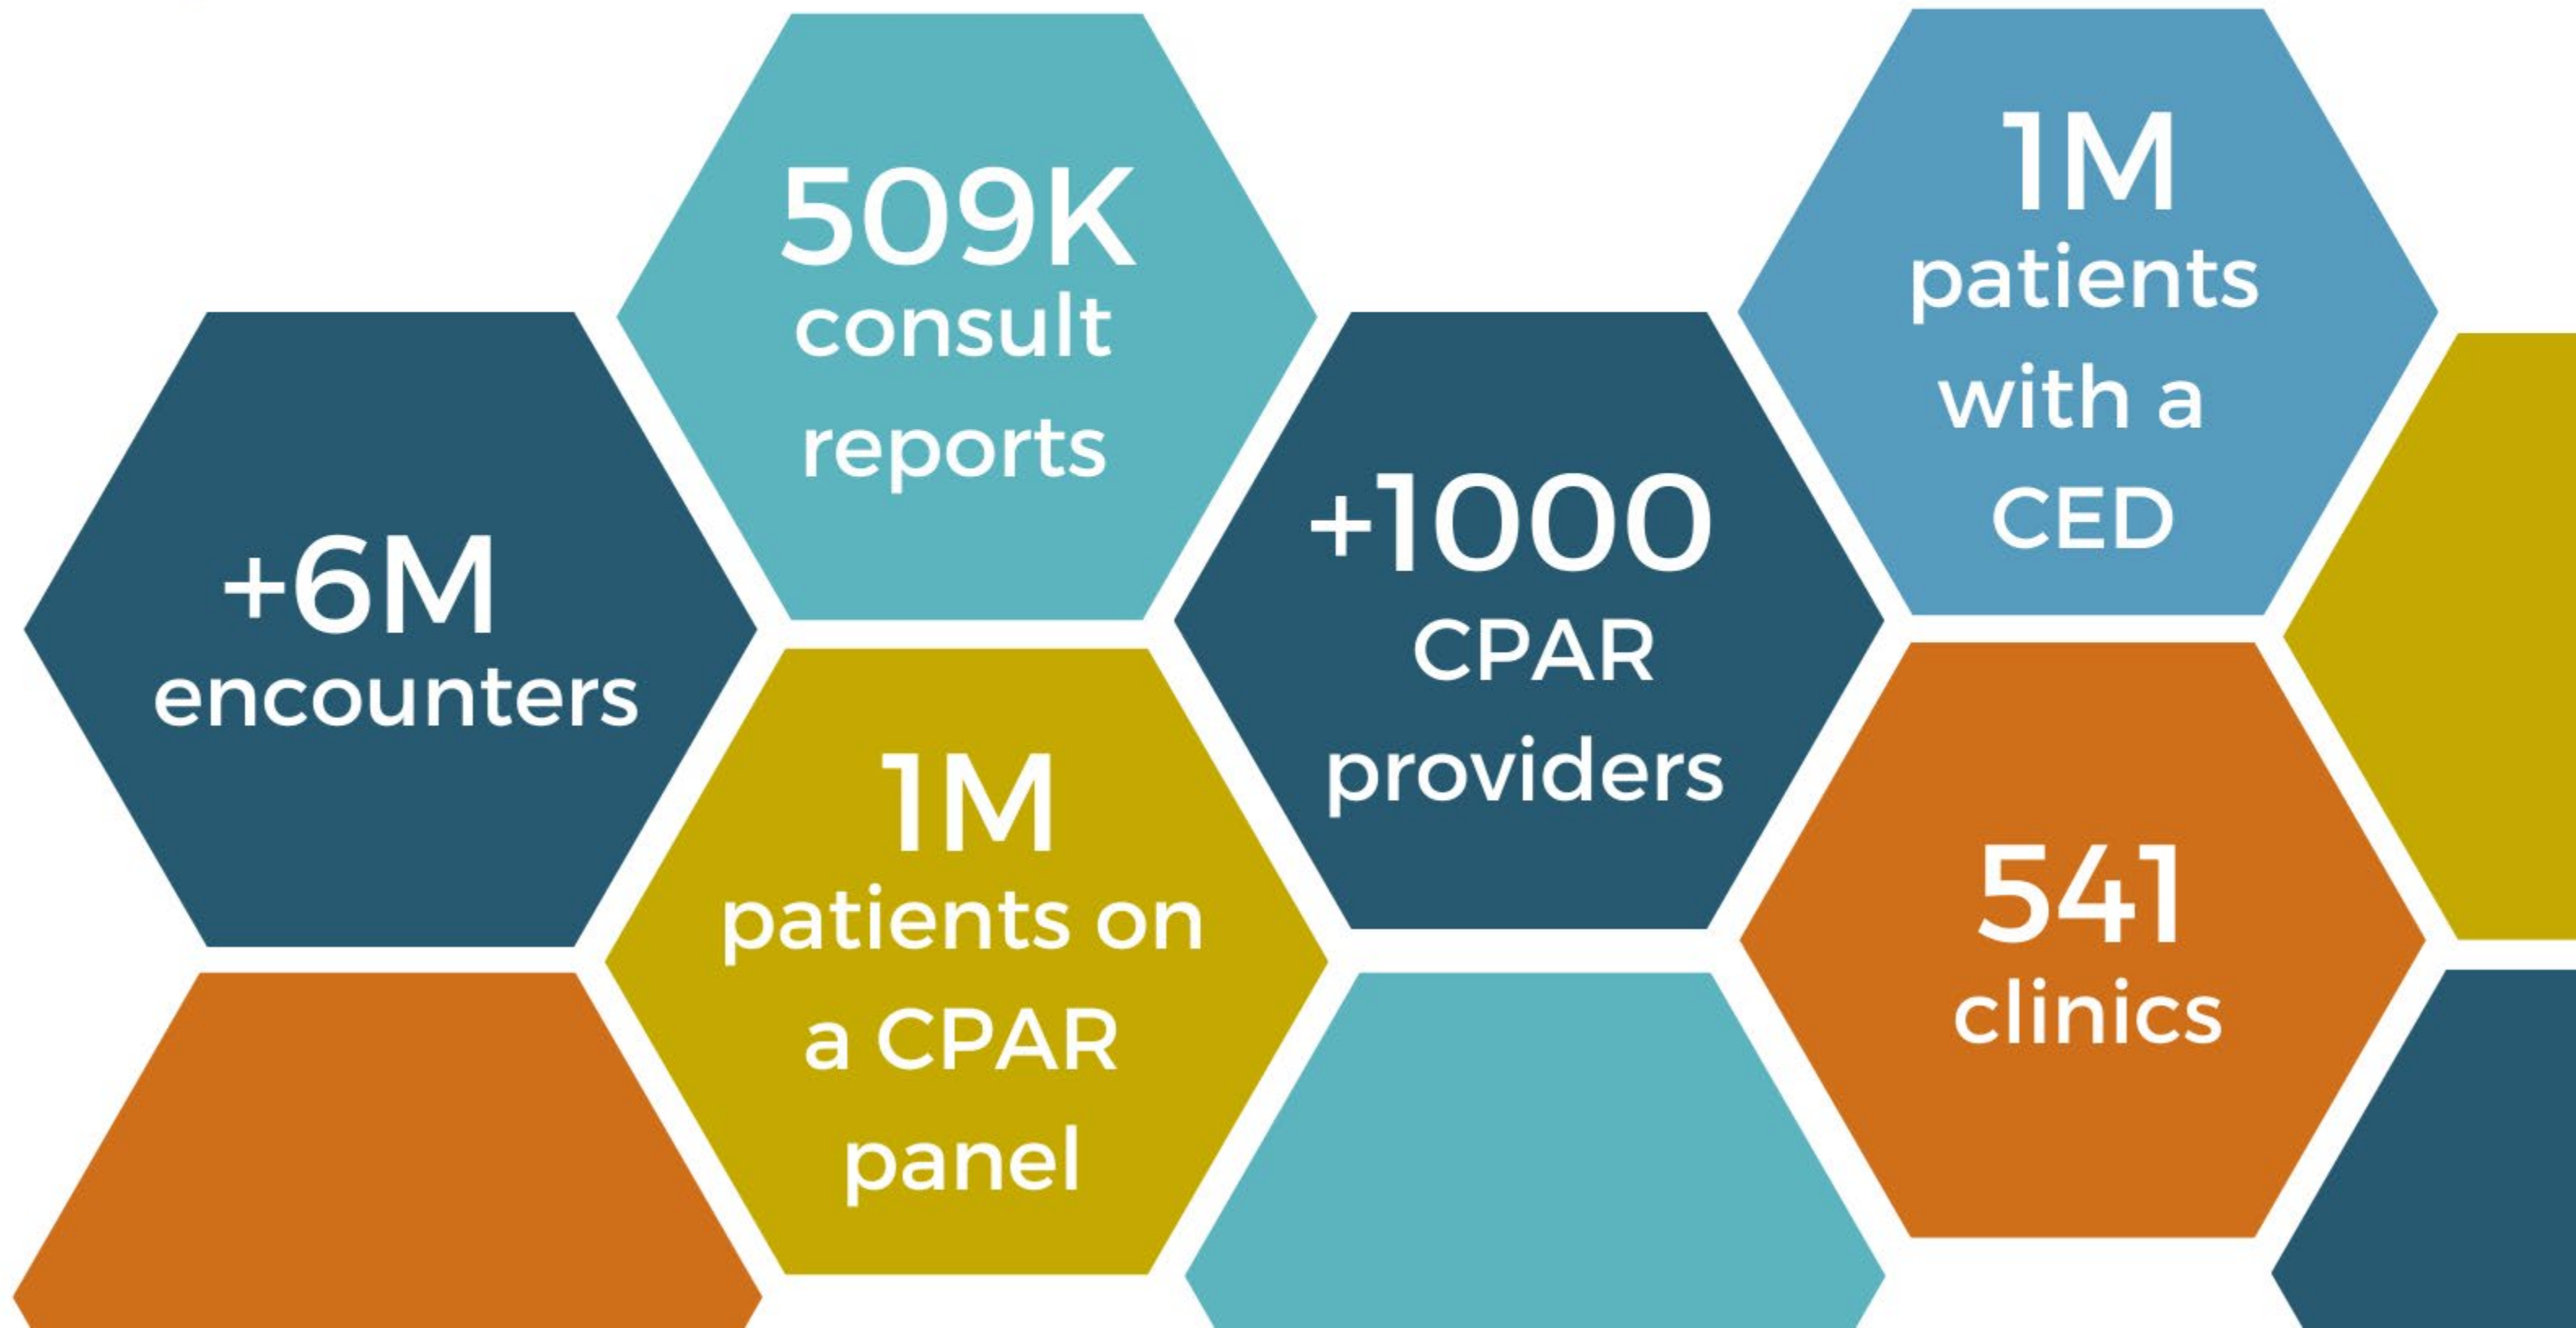 +6M
encounters
509K
consult
reports
1M
patients on
a CPAR
panel
+1000
CPAR
providers
1M
patients
with a
CED
541
clinics